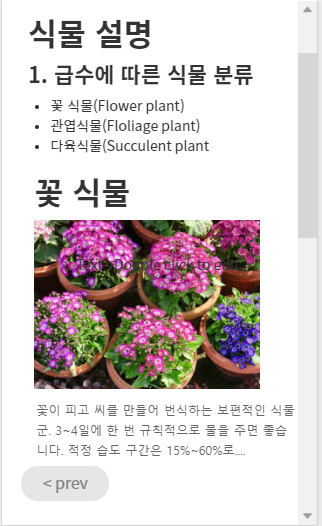 식물 설명
1. 급수에 따른 식물 분류
• 꽃 식물(Flower plant)
• 관엽식물(Floliage plant)
• 다육식물(Succulent plant
꽃 식물
Text : Double click to edit
꽃이 피고 씨를 만들어 번식하는 보편적인 식물
군. 3~4일에 한 번 규칙적으로 물을 주면 좋습
니다. 적정 습도 구간은 15%~60%로....
< prev